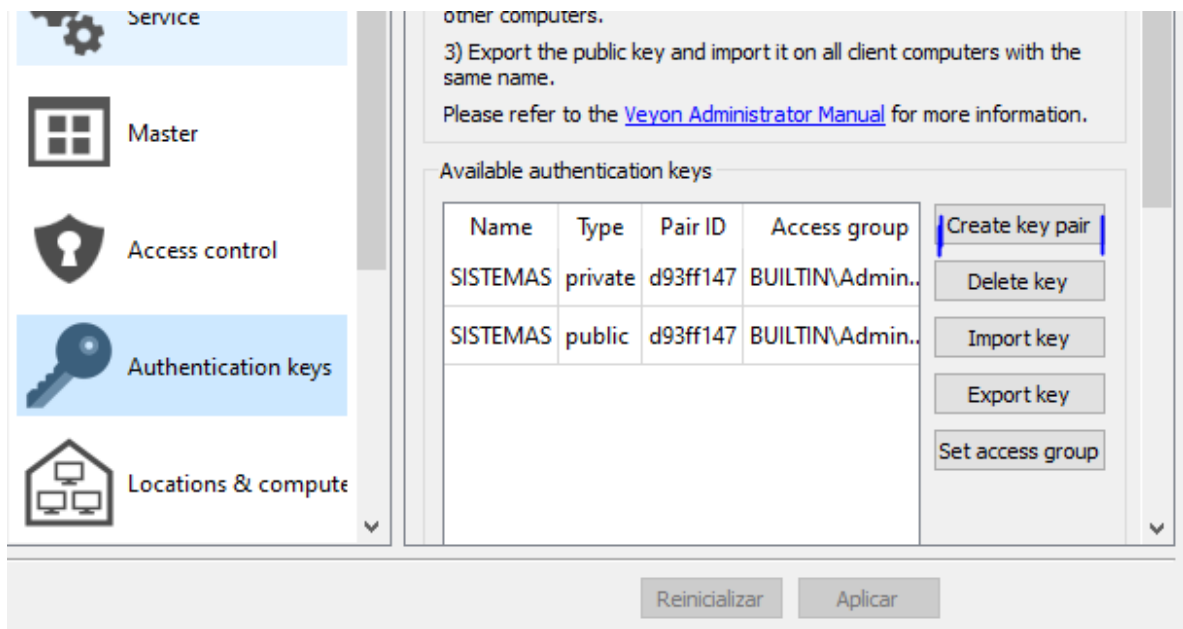 Service
Master
Access control
Authentication keys
Locations & compute
other computers.
3) Export the public key and import it on all client computers with the
same name.
Please refer to the Veyon Administrator Manual for more information.
Available authentication keys
Name Type Pair ID Access group
SISTEMAS private d93ff147 BUILTIN\Admin..
SISTEMAS public d93ff147 BUILTIN\Admin..
Create key pair
Delete key
Import key
Export key
Set access group
Reinicializar Aplicar